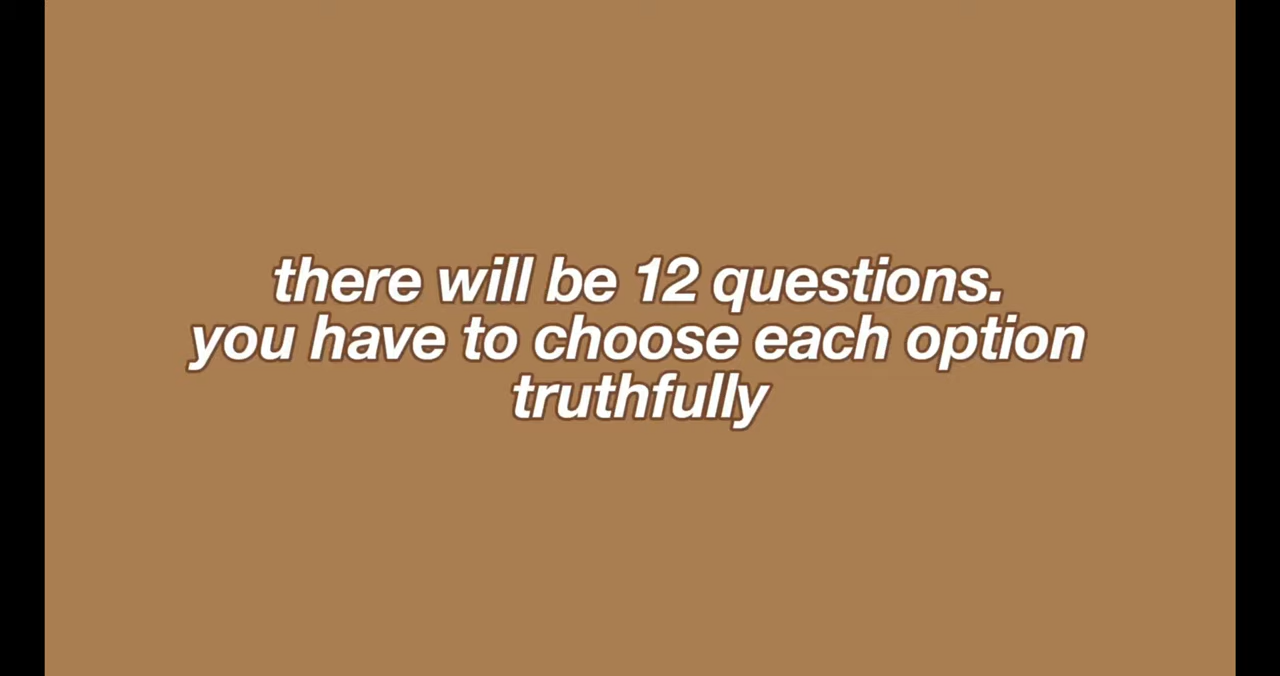 there will be 12 questions.
you have to choose each option
truthfully